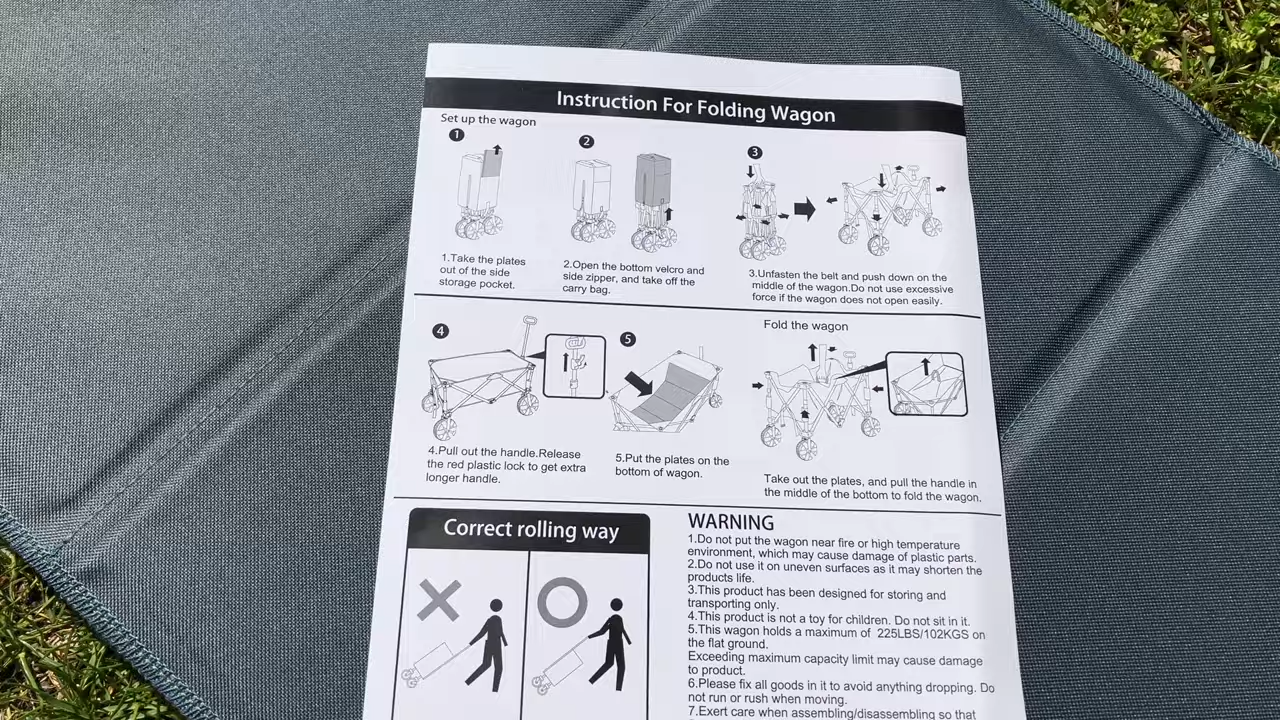 Instruction For Folding Wagon
Set up the wagon
1
2
3
1.Take the plates
out of the side
storage pocket.
2.Open the bottom velcro and
side zipper, and take off the
carry bag.
3.Unfasten the belt and push down on the
middle of the wagon.Do not use excessive
force if the wagon does not open easily.
4
5
Fold the wagon
4.Pull out the handle.Release
the red plastic lock to get extra
longer handle.
5.Put the plates on the
bottom of wagon.
Take out the plates, and pull the handle in
the middle of the bottom to fold the wagon.
Correct rolling way
WARNING
1.Do not put the wagon near fire or high temperature
environment, which may cause damage of plastic parts.
2.Do not use it on uneven surfaces as it may shorten the
products life.
3.This product has been designed for storing and
transporting only.
4.This product is not a toy for children. Do not sit in it.
5.This wagon holds a maximum of 225LBS/102KGS on
the flat ground.
Exceeding maximum capacity limit may cause damage
to product.
6.Please fix all goods in it to avoid anything dropping. Do
not run or rush when moving.
7.Exert care when assembling/disassembling so that